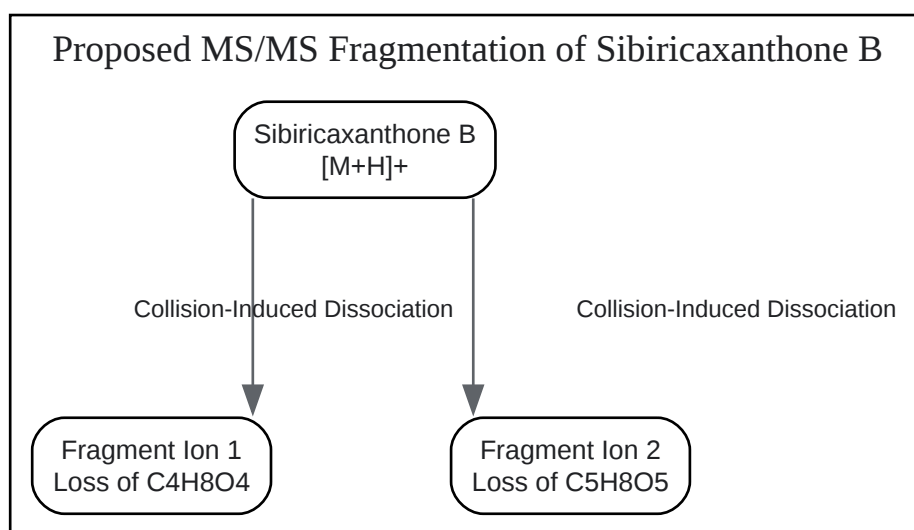 Proposed MS/MS Fragmentation of Sibiricaxanthone B
Sibiricaxanthone B
[M+H]+
Collision-Induced Dissociation
Collision-Induced Dissociation
Fragment Ion 1
Loss of C4H8O4
Fragment Ion 2
Loss of C5H8O5